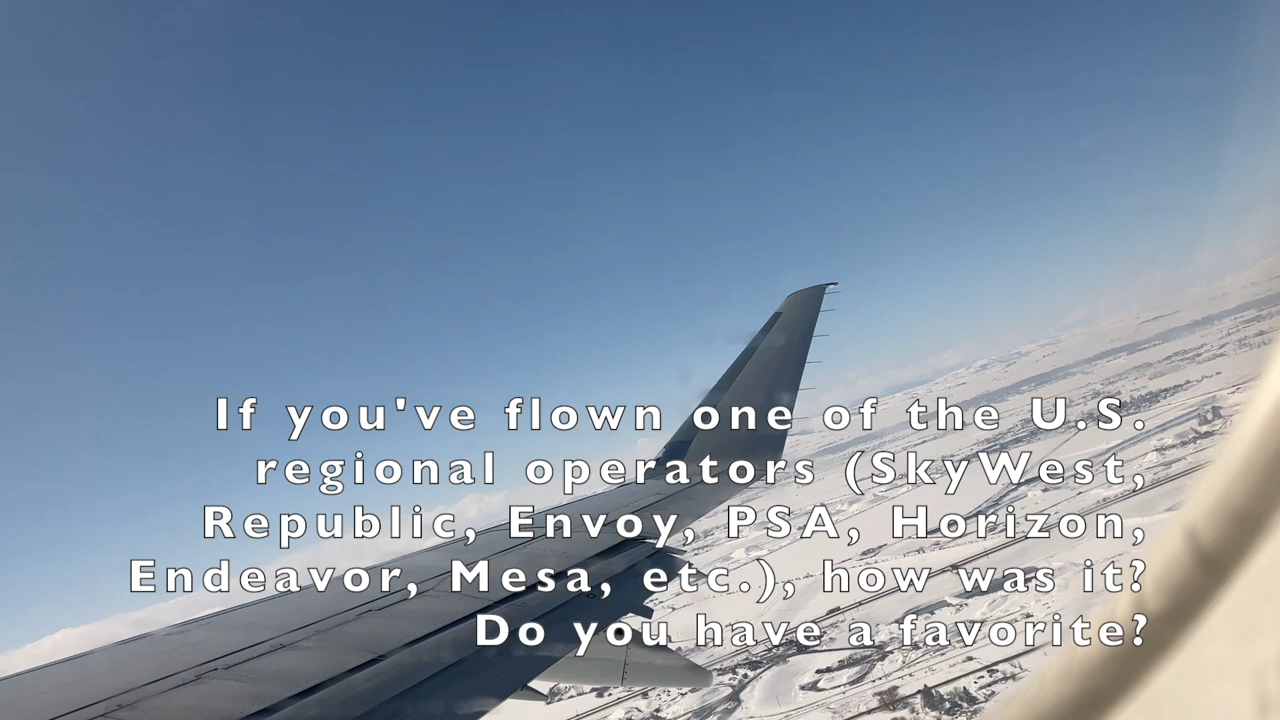 If you've flown one of the U.S.
regional operators (SkyWest,
Republic, Envoy, PSA, Horizon,
Endeavor, Mesa, etc.), how was it?
Do you have a favorite?